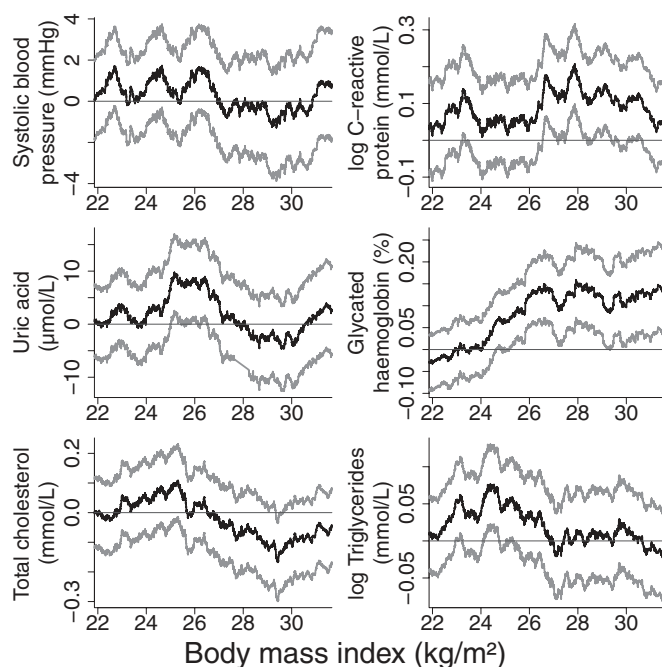 Systolic blood
pressure (mmHg)
4
2
0
−4
22 24 26 28 30
log C−reactive
protein (mmol/L)
0.3
0.1
−0.1
22 24 26 28 30
Uric acid
(µmol/L)
10
0
−10
22 24 26 28 30
Glycated
haemoglobin (%)
0.20
0.05
−0.10
22 24 26 28 30
Total cholesterol
(mmol/L)
0.2
0.0
−0.3
22 24 26 28 30
log Triglycerides
(mmol/L)
0.05
−0.05
22 24 26 28 30
Body mass index (kg/m²)